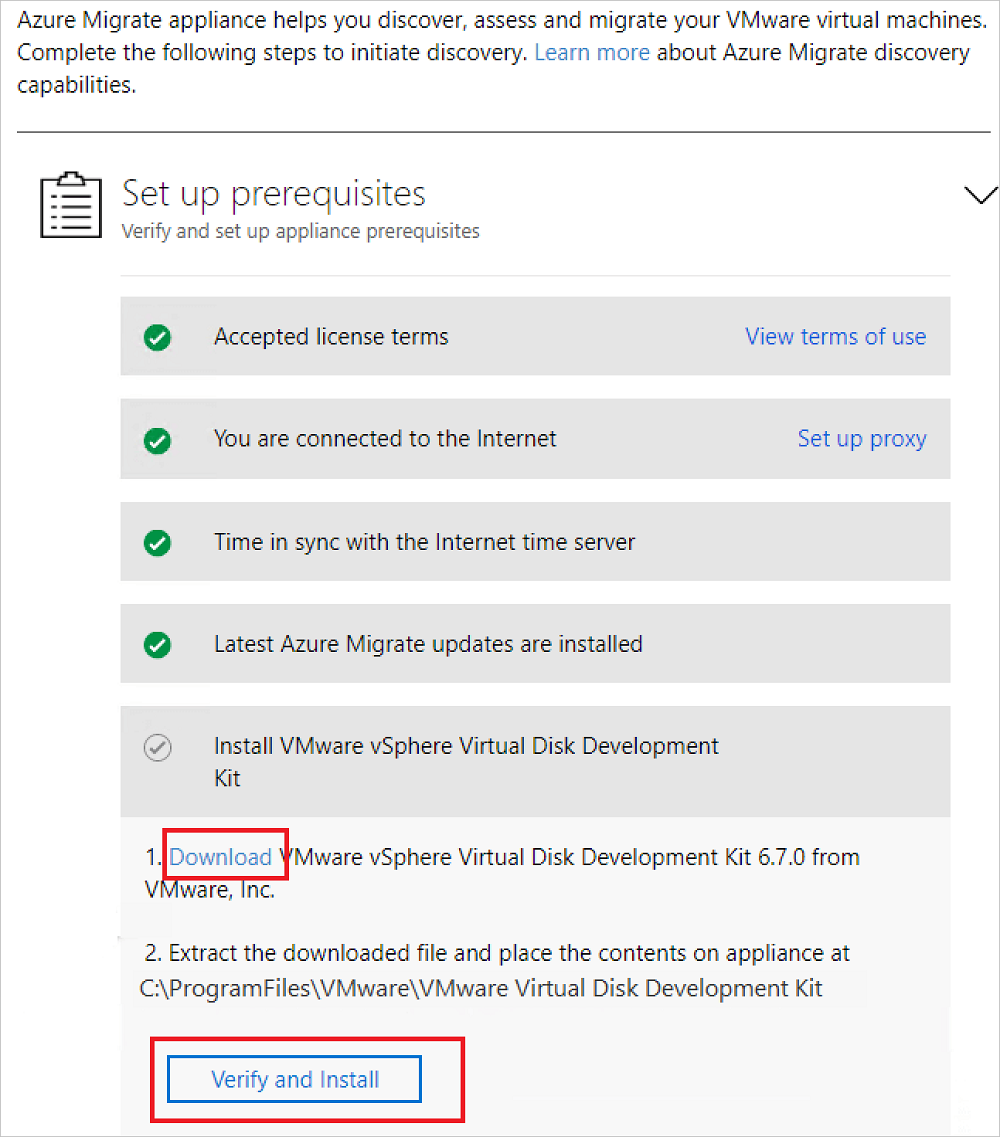 Azure Migrate appliance helps you discover, assess and migrate your VMware virtual machines.
Complete the following steps to initiate discovery. Learn more about Azure Migrate discovery
capabilities.
Set up prerequisites
Verify and set up appliance prerequisites
Accepted license terms View terms of use
You are connected to the Internet Set up proxy
Time in sync with the Internet time server
Latest Azure Migrate updates are installed
Install VMware vSphere Virtual Disk Development
Kit
1. Download VMware vSphere Virtual Disk Development Kit 6.7.0 from
VMware, Inc.
2. Extract the downloaded file and place the contents on appliance at
C:\ProgramFiles\VMware\VMware Virtual Disk Development Kit
Verify and Install